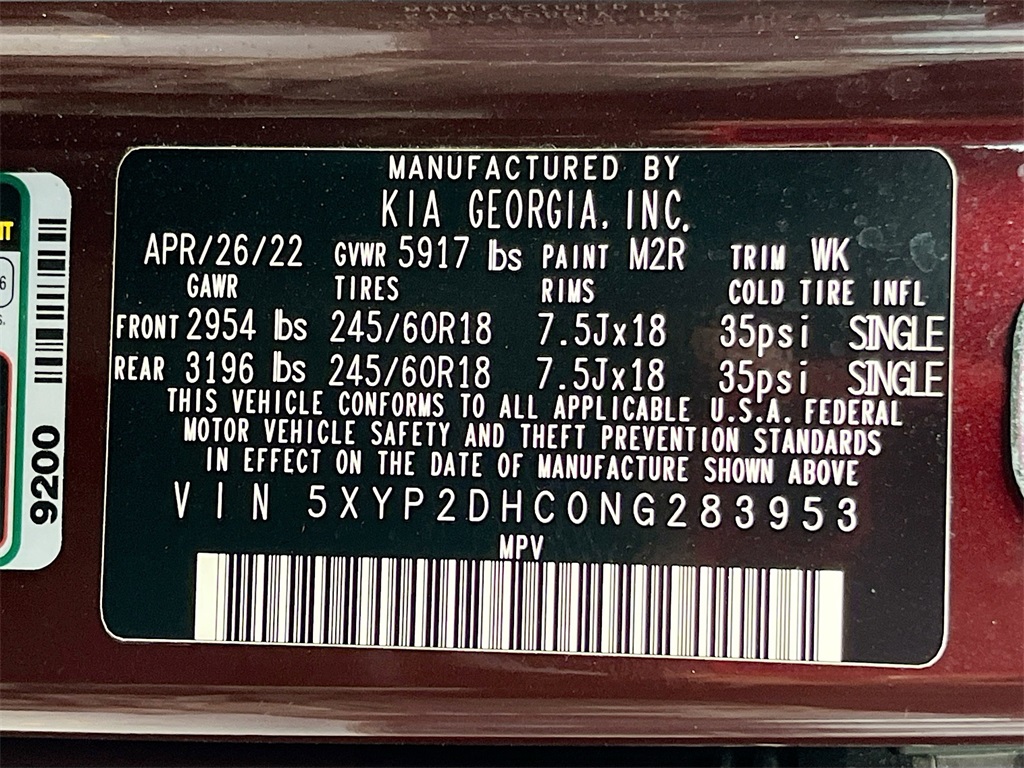 MANUFACTURED BY
KIA GEORGIA, INC.
APR/26/22 GVWR 5917 lbs PAINT M2R TRIM WK
GAWR TIRES RIMS COLD TIRE INFL
FRONT 2954 lbs 245/60R18 7.5Jx18 35psi SINGLE
REAR 3196 lbs 245/60R18 7.5Jx18 35psi SINGLE
THIS VEHICLE CONFORMS TO ALL APPLICABLE U.S.A. FEDERAL
MOTOR VEHICLE SAFETY AND THEFT PREVENTION STANDARDS
IN EFFECT ON THE DATE OF MANUFACTURE SHOWN ABOVE
VIN 5XYP2DHC0NG283953
MPV
9200